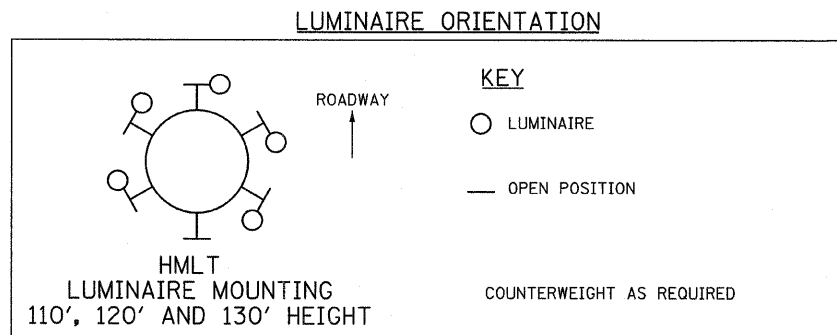 LUMINAIRE ORIENTATION
KEY
ROADWAY
LUMINAIRE
OPEN POSITION
HMLT
LUMINAIRE MOUNTING
110', 120' AND 130' HEIGHT
COUNTERWEIGHT AS REQUIRED